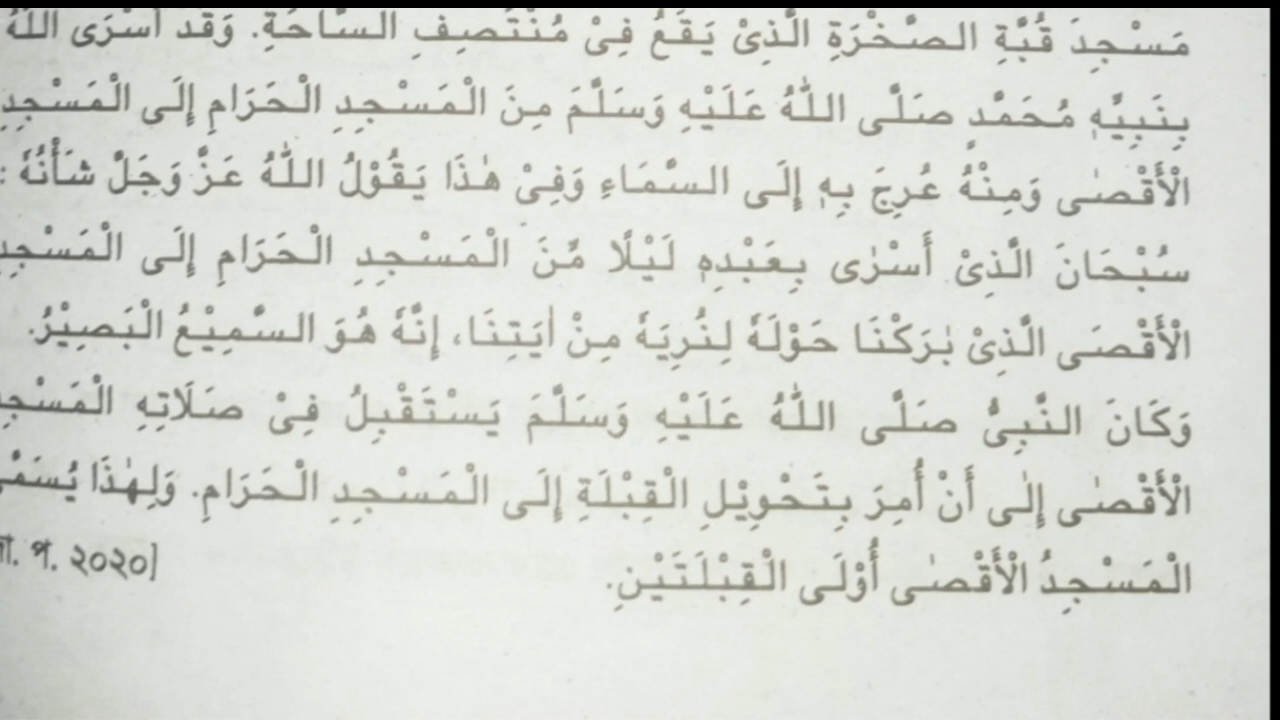 مَسْجِدَ قُبَّةِ الصَّخْرَةِ الَّذِىْ يَقَعُ فِىْ مُنْتَصِفِ السَّاحَةِ. وَقَدْ أَسْرَى اللّٰهُ
بِنَبِيِّهٖ مُحَمَّدٍ صَلَّى اللّٰهُ عَلَيْهِ وَسَلَّمَ مِنَ الْمَسْجِدِ الْحَرَامِ إِلَى الْمَسْجِدِ
الْأَقْصٰى وَمِنْهُ عُرِجَ بِهٖ إِلَى السَّمَاءِ وَفِىْ هٰذَا يَقُوْلُ اللّٰهُ عَزَّ وَجَلَّ شَأْنُهٗ :
سُبْحَانَ الَّذِىْ أَسْرٰى بِعَبْدِهٖ لَيْلًا مِّنَ الْمَسْجِدِ الْحَرَامِ إِلَى الْمَسْجِدِ
الْأَقْصَى الَّذِىْ بٰرَكْنَا حَوْلَهٗ لِنُرِيَهٗ مِنْ اٰيَتِنَا، إِنَّهٗ هُوَ السَّمِيْعُ الْبَصِيْرُ.
وَكَانَ النَّبِىُّ صَلَّى اللّٰهُ عَلَيْهِ وَسَلَّمَ يَسْتَقْبِلُ فِىْ صَلَاتِهِ الْمَسْجِدَ
الْأَقْصٰى إِلٰى أَنْ أُمِرَ بِتَحْوِيْلِ الْقِبْلَةِ إِلَى الْمَسْجِدِ الْحَرَامِ. وَلِهٰذَا يُسَمّٰى
الْمَسْجِدُ الْأَقْصٰى أُوْلَى الْقِبْلَتَيْنِ. প. ২০২০]